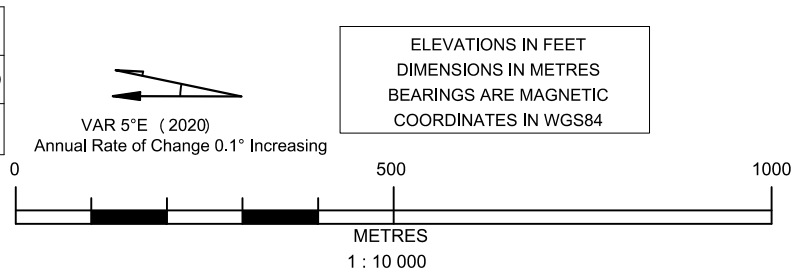 ELEVATIONS IN FEET
DIMENSIONS IN METRES
BEARINGS ARE MAGNETIC
COORDINATES IN WGS84
VAR 5°E (2020)
Annual Rate of Change 0.1° Increasing
0 500 1000
METRES
1 : 10 000